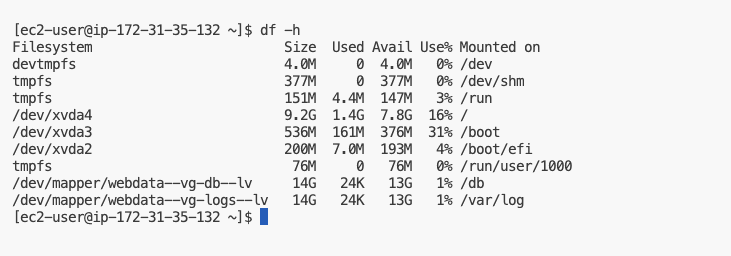 [ec2-user@ip-172-31-35-132 ~]$ df -h
Filesystem                        Size  Used Avail Use% Mounted on
devtmpfs                          4.0M     0  4.0M   0% /dev
tmpfs                             377M     0  377M   0% /dev/shm
tmpfs                             151M  4.4M  147M   3% /run
/dev/xvda4                        9.2G  1.4G  7.8G  16% /
/dev/xvda3                        536M  161M  376M  31% /boot
/dev/xvda2                        200M  7.0M  193M   4% /boot/efi
tmpfs                              76M     0   76M   0% /run/user/1000
/dev/mapper/webdata--vg-db--lv     14G   24K   13G   1% /db
/dev/mapper/webdata--vg-logs--lv   14G   24K   13G   1% /var/log
[ec2-user@ip-172-31-35-132 ~]$